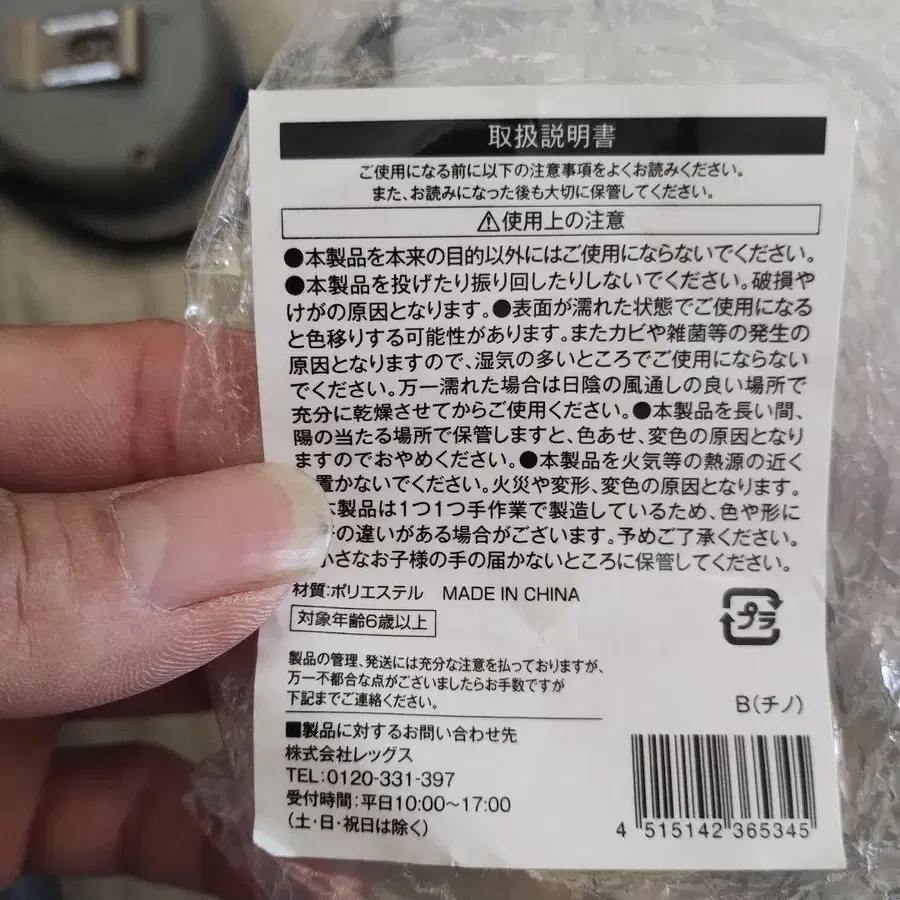 取扱説明書
ご使用になる前に以下の注意事項をよくお読みください。
また、お読みになった後も大切に保管してください。
⚠使用上の注意
●本製品を本来の目的以外にはご使用にならないでください。
●本製品を投げたり振り回したりしないでください。破損や
けがの原因となります。●表面が濡れた状態でご使用になる
と色移りする可能性があります。またカビや雑菌等の発生の
原因となりますので、湿気の多いところでご使用にならない
でください。万一濡れた場合は日陰の風通しの良い場所で
充分に乾燥させてからご使用ください。●本製品を長い間、
陽の当たる場所で保管しますと、色あせ、変色の原因となり
ますのでおやめください。●本製品を火気等の熱源の近く
置かないでください。火災や変形、変色の原因となります。
本製品は1つ1つ手作業で製造しているため、色や形に
の違いがある場合がございます。予めご了承ください。
小さなお子様の手の届かないところに保管してください。
材質:ポリエステル MADE IN CHINA
対象年齢6歳以上
プラ
製品の管理、発送には充分な注意を払っておりますが、
万一不都合な点がございましたらお手数ですが
下記までご連絡ください。
B(チノ)
■製品に対するお問い合わせ先
株式会社レッグス
TEL:0120-331-397
受付時間:平日10:00〜17:00
(土・日・祝日は除く)
4 515142 365345